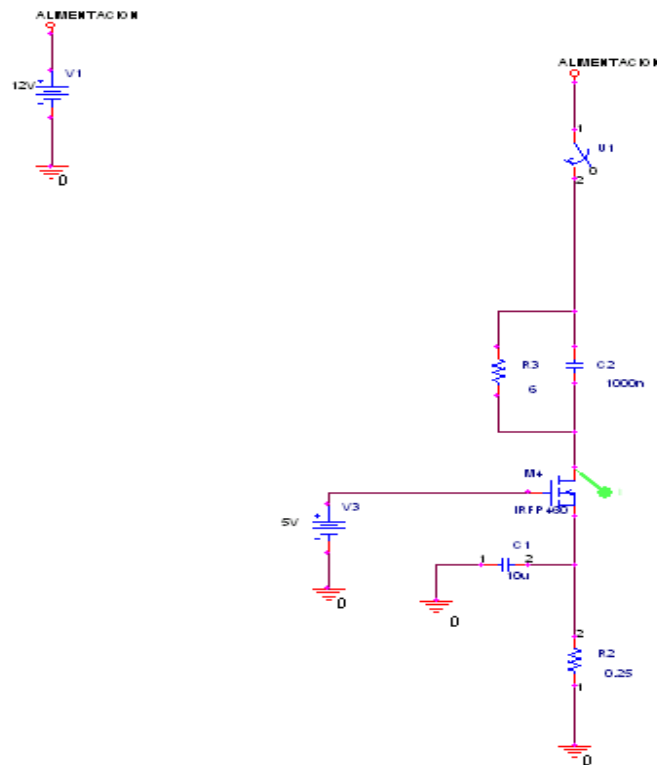 ALIMENTACION
12V
V1
0
ALIMENTACION
1
U1
0
2
R3
6
C2
1000n
M4
IRFP460
V3
5V
0
C1
1
2
10u
0
2
R2
0.25
1
0